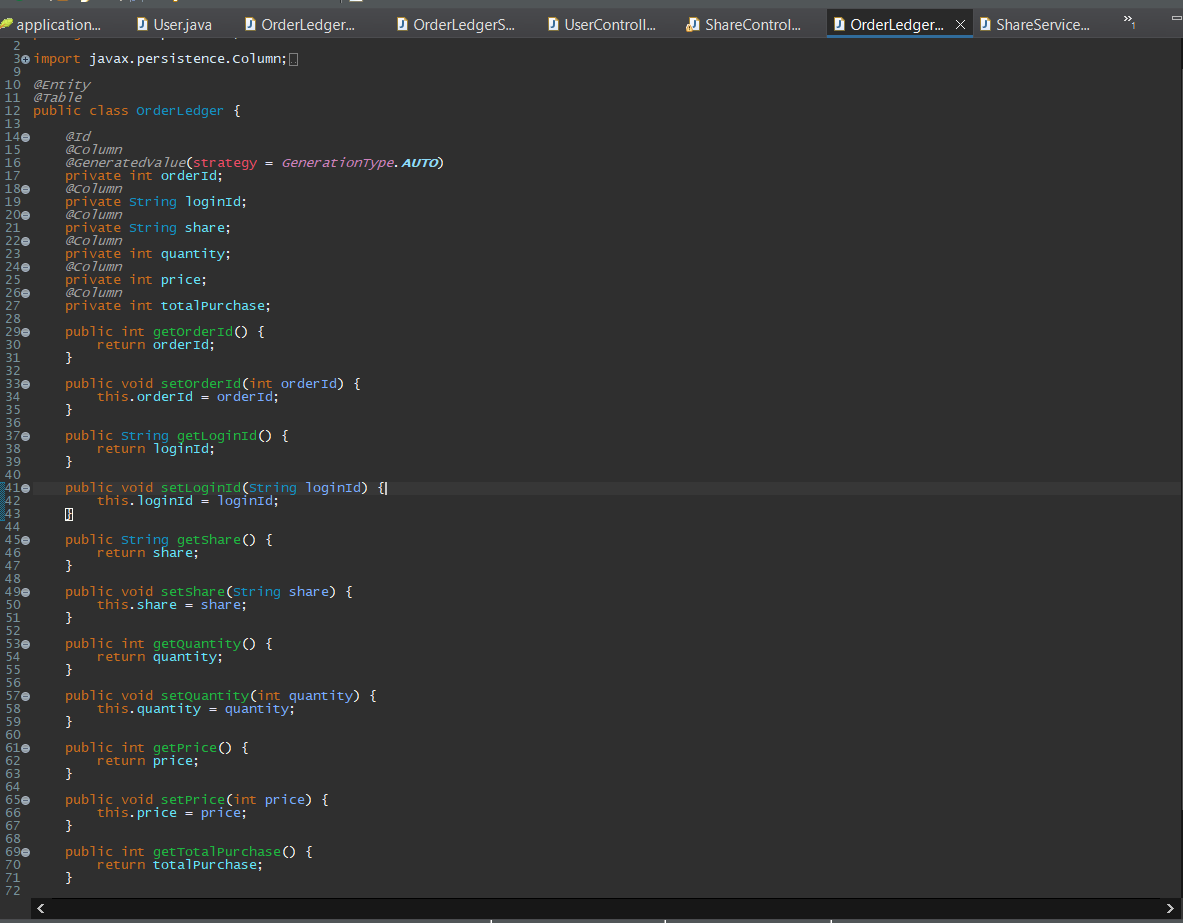 application... User.java OrderLedger... OrderLedgerS... UserControll... ShareControl... OrderLedger... ShareService... »1
2
3 import javax.persistence.Column;
9
10 @Entity
11 @Table
12 public class OrderLedger {
13
14 @Id
15 @Column
16 @GeneratedValue(strategy = GenerationType.AUTO)
17 private int orderId;
18 @Column
19 private String loginId;
20 @Column
21 private String share;
22 @Column
23 private int quantity;
24 @Column
25 private int price;
26 @Column
27 private int totalPurchase;
28
29 public int getOrderId() {
30 return orderId;
31 }
32
33 public void setOrderId(int orderId) {
34 this.orderId = orderId;
35 }
36
37 public String getLoginId() {
38 return loginId;
39 }
40
41 public void setLoginId(String loginId) {
42 this.loginId = loginId;
43 }
44
45 public String getShare() {
46 return share;
47 }
48
49 public void setShare(String share) {
50 this.share = share;
51 }
52
53 public int getQuantity() {
54 return quantity;
55 }
56
57 public void setQuantity(int quantity) {
58 this.quantity = quantity;
59 }
60
61 public int getPrice() {
62 return price;
63 }
64
65 public void setPrice(int price) {
66 this.price = price;
67 }
68
69 public int getTotalPurchase() {
70 return totalPurchase;
71 }
72